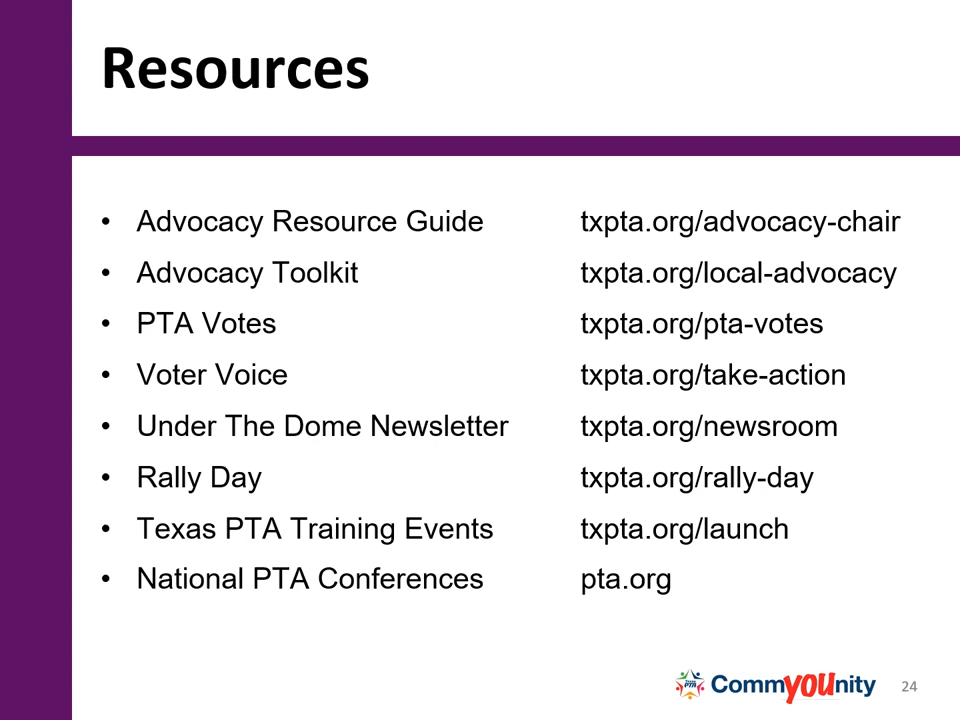 Resources
• Advocacy Resource Guide txpta.org/advocacy-chair
• Advocacy Toolkit txpta.org/local-advocacy
• PTA Votes txpta.org/pta-votes
• Voter Voice txpta.org/take-action
• Under The Dome Newsletter txpta.org/newsroom
• Rally Day txpta.org/rally-day
• Texas PTA Training Events txpta.org/launch
• National PTA Conferences pta.org
Texas PTA CommYOUnity 24